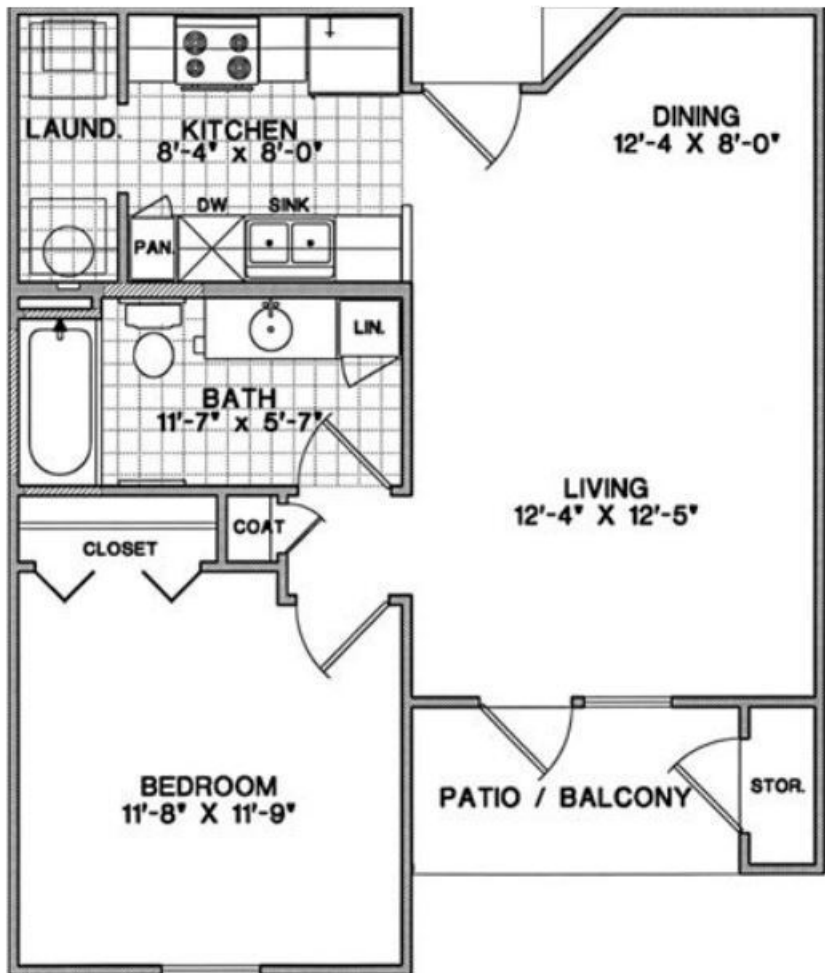 LAUND.
KITCHEN
8'-4" x 8'-0"
DINING
12'-4 X 8'-0"
DW
SINK
PAN.
LIN.
BATH
11'-7" x 5'-7"
LIVING
12'-4" X 12'-5"
COAT
CLOSET
BEDROOM
11'-8" X 11'-9"
PATIO / BALCONY
STOR.